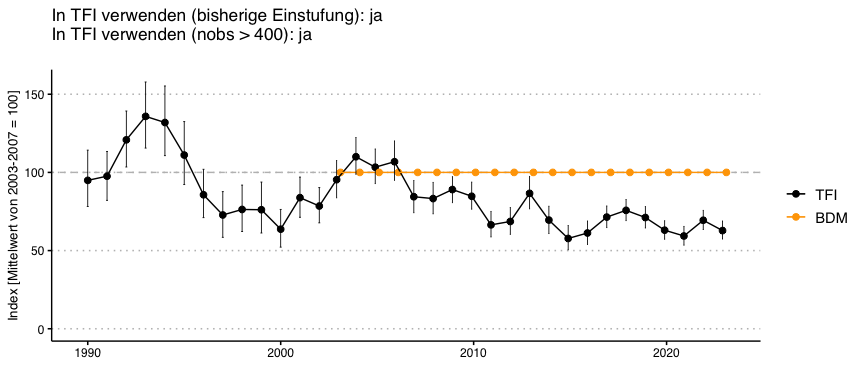 In TFI verwenden (bisherige Einstufung): ja
In TFI verwenden (nobs > 400): ja
Index [Mittelwert von 2003-2007 = 100]
150
100
50
0
1990
2000
2010
2020
TFI
BDM